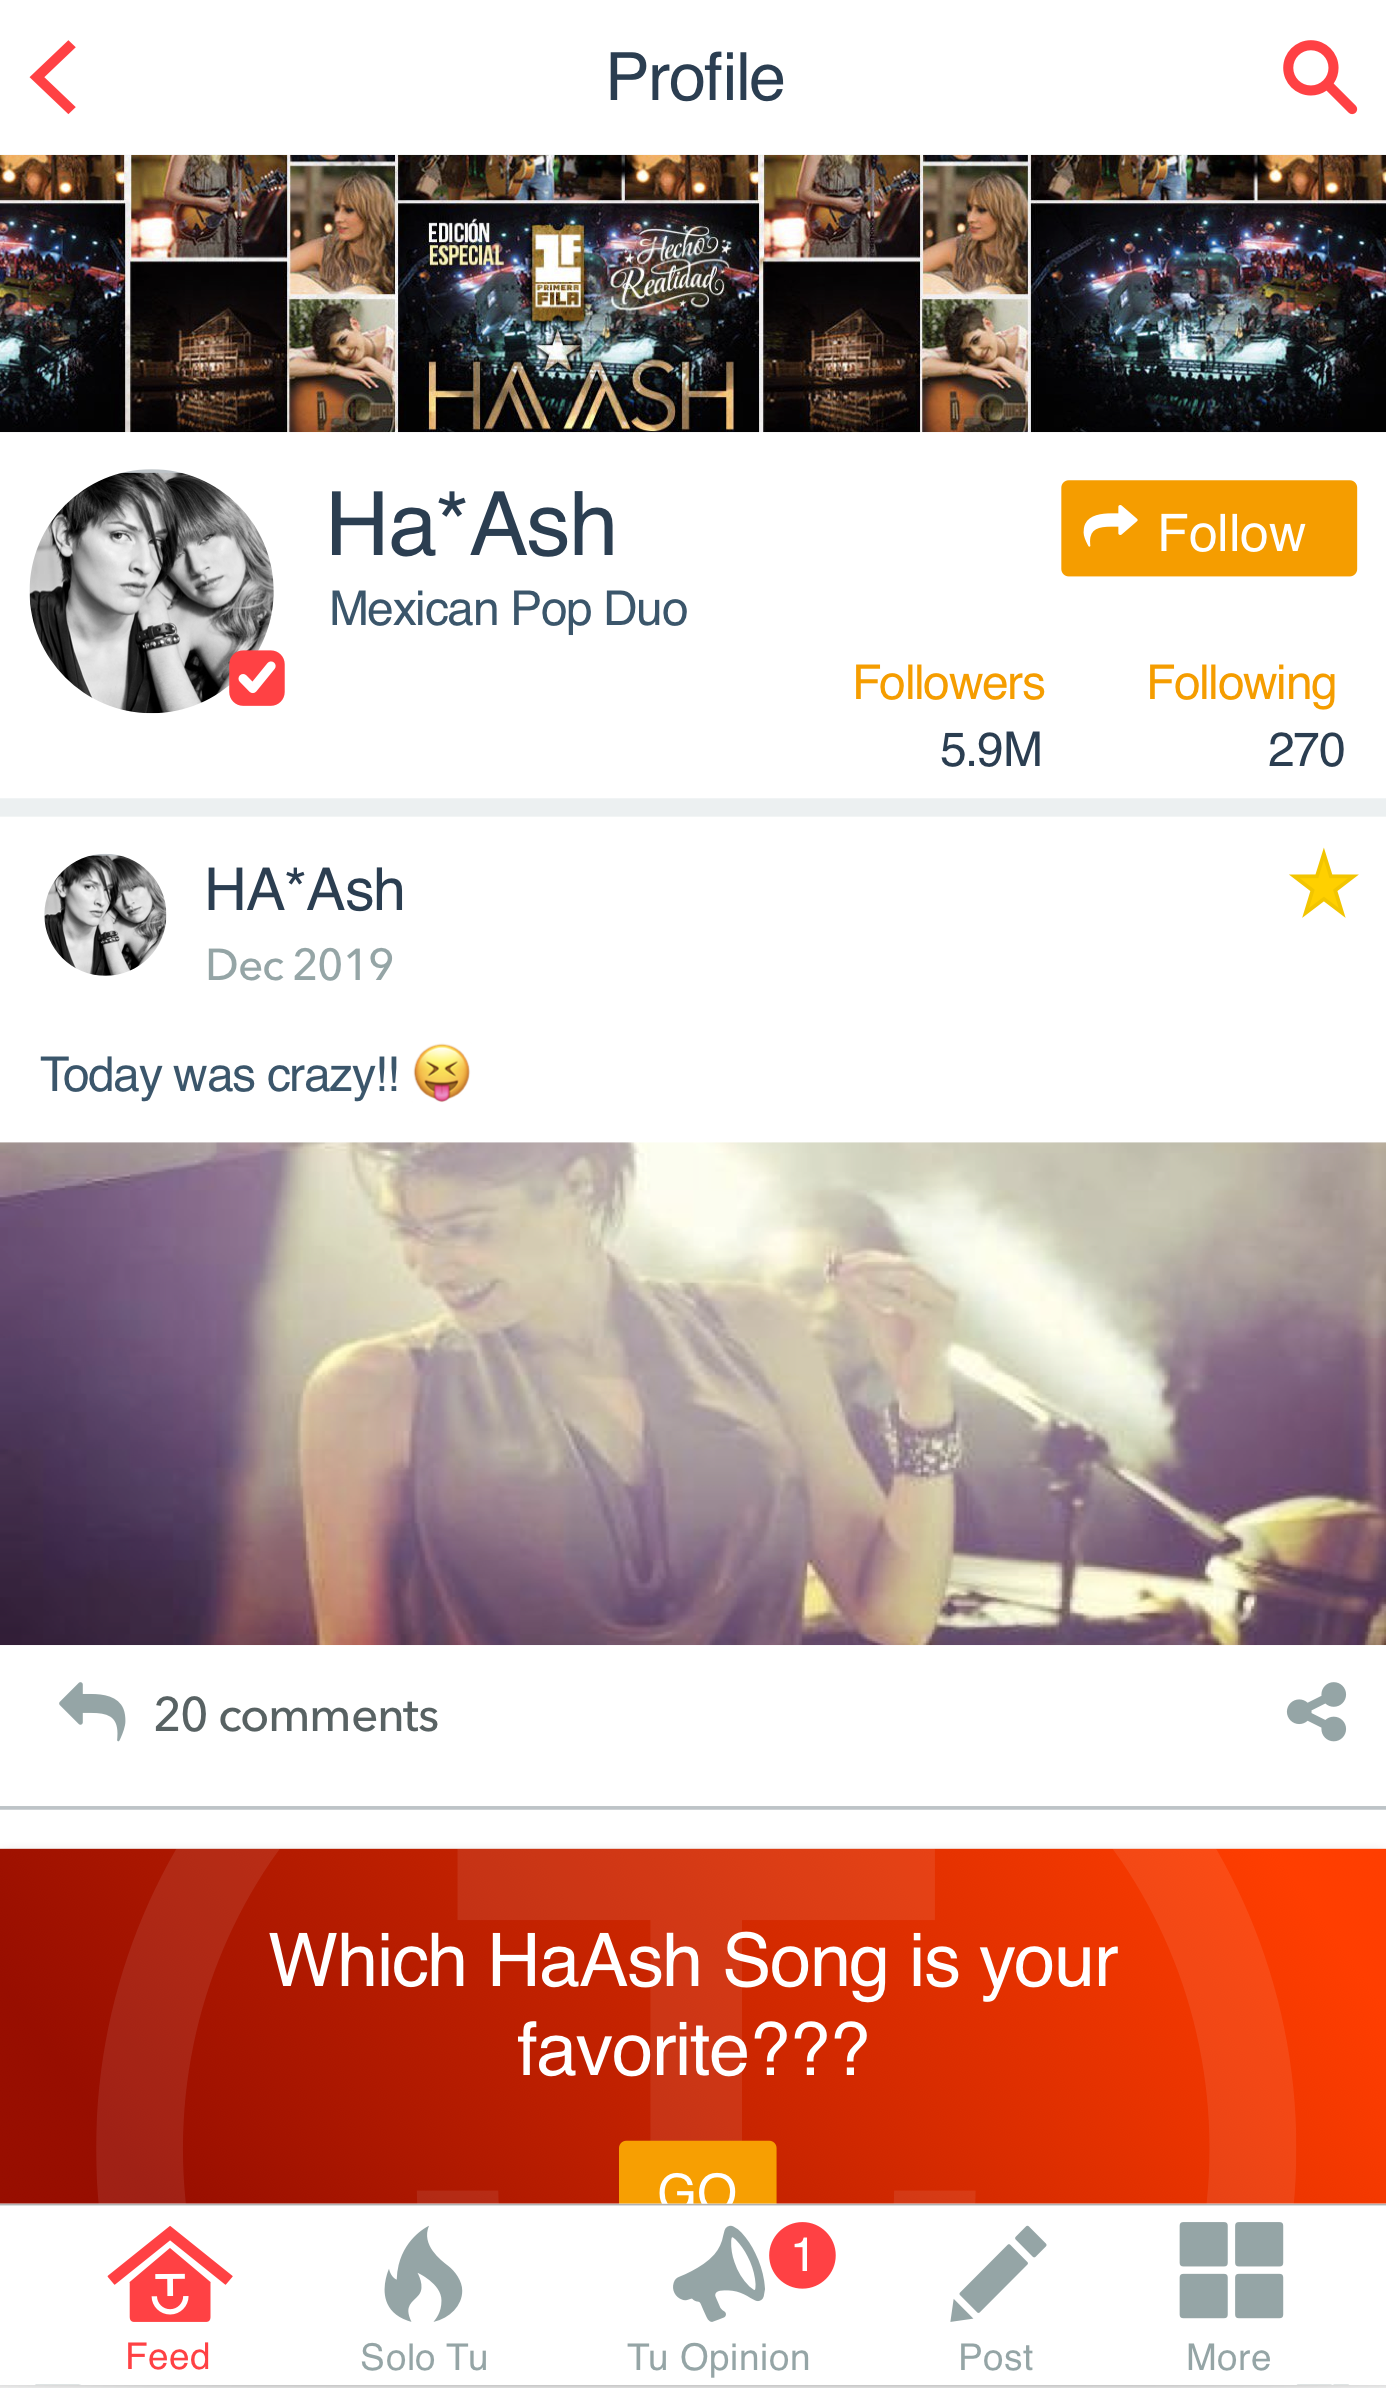 Profile
EDICIÓN
ESPECIAL
1F
PRIMERA
FILA
Hecho
Realidad
HA ASH
Ha*Ash
Follow
Mexican Pop Duo
Followers Following
5.9M 270
HA*Ash
Dec 2019
Today was crazy!! 😝
20 comments
Which HaAsh Song is your
favorite???
GO
1
Feed Solo Tu Tu Opinion Post More